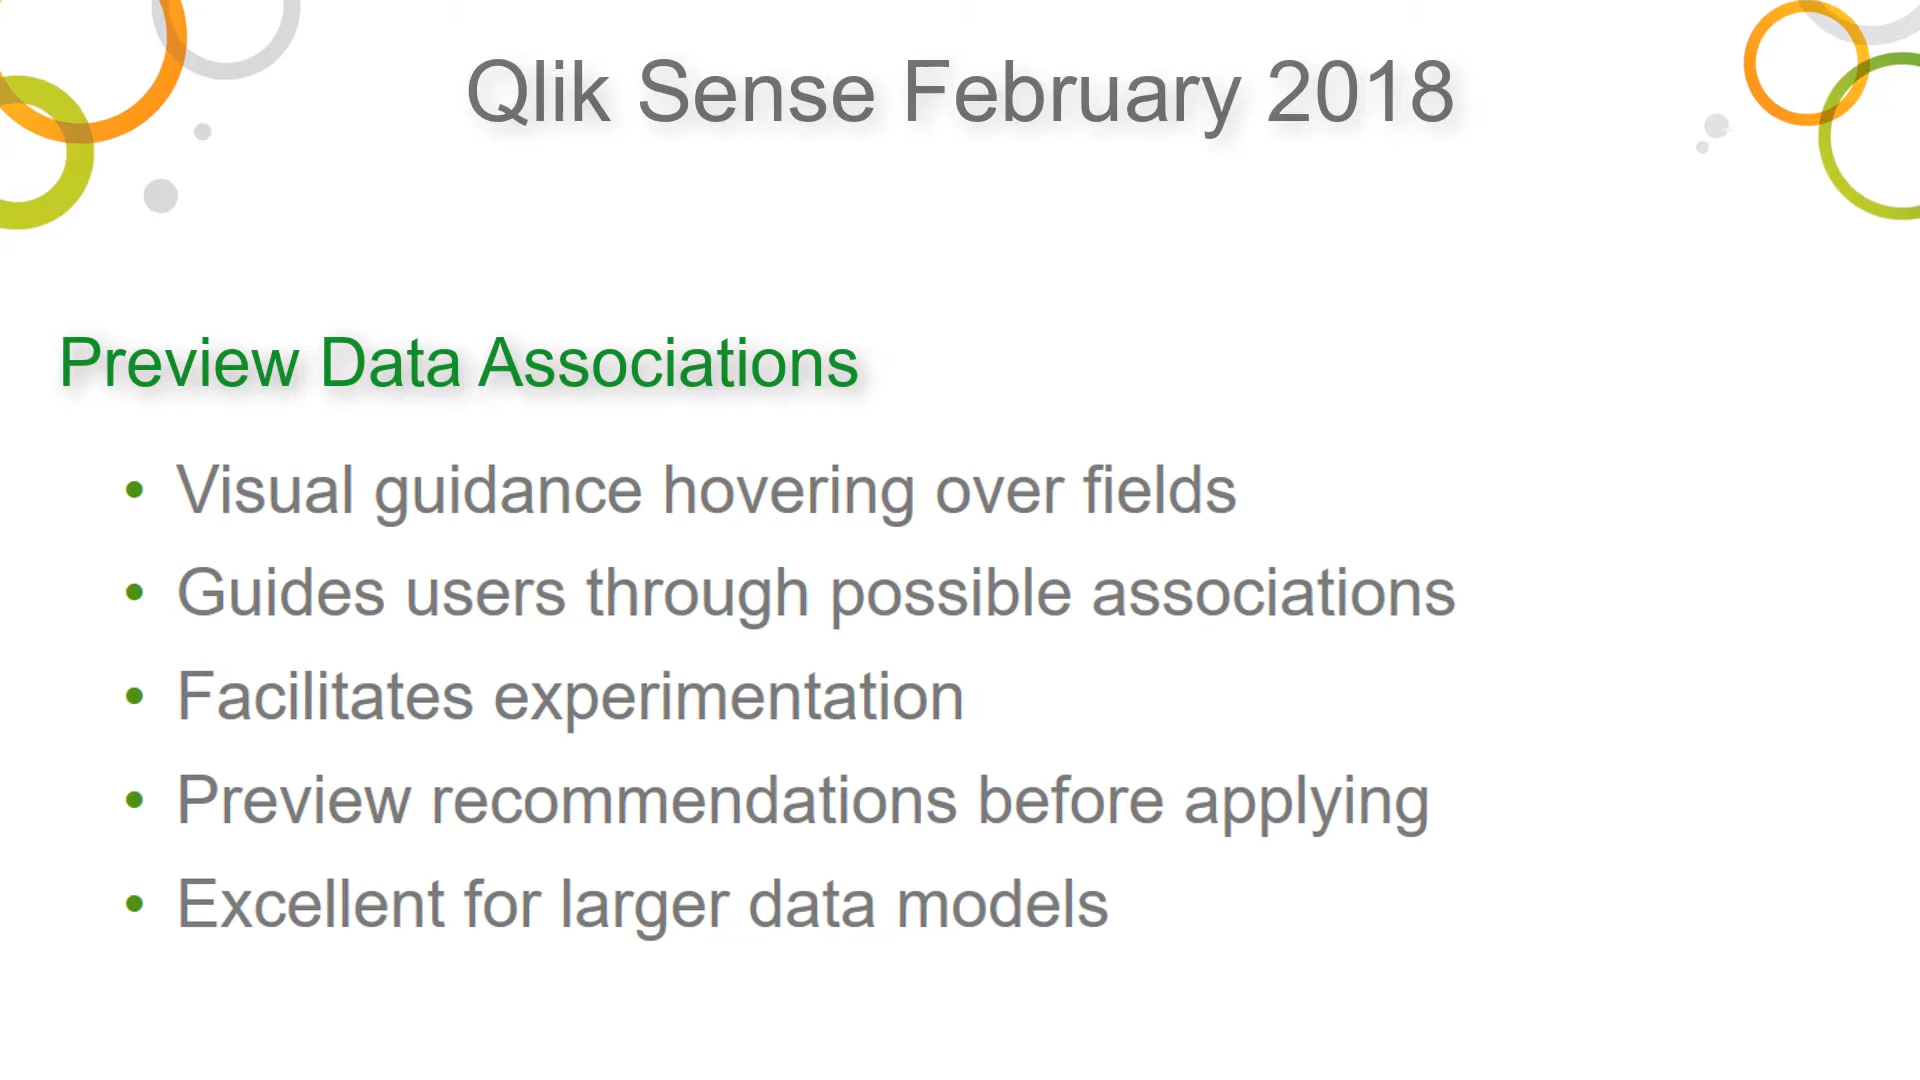 Qlik Sense February 2018
Preview Data Associations
• Visual guidance hovering over fields
• Guides users through possible associations
• Facilitates experimentation
• Preview recommendations before applying
• Excellent for larger data models